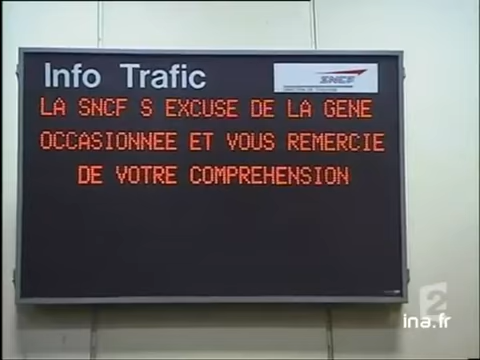 Info Trafic
SNCF
LA SNCF S EXCUSE DE LA GENE
OCCASIONNEE ET VOUS REMERCIE
DE VOTRE COMPREHENSION
2
ina.fr